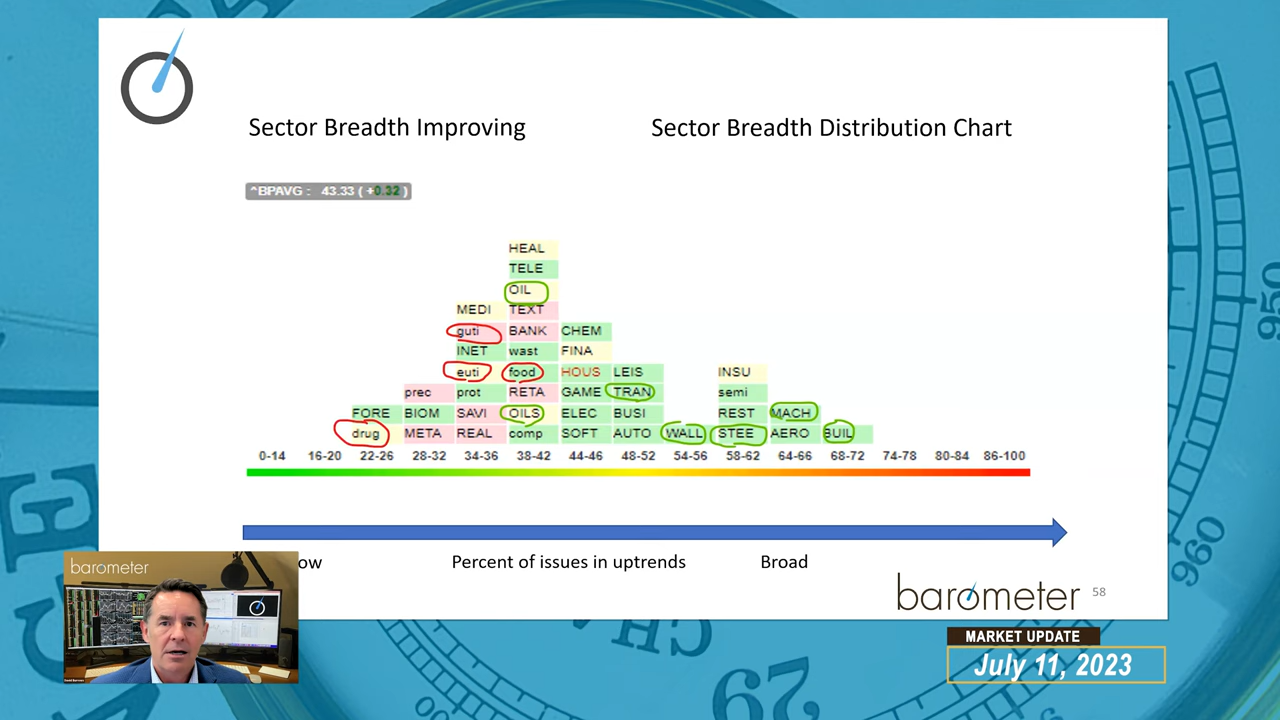 Sector Breadth Improving
Sector Breadth Distribution Chart
^BPAVG : 43.33 ( +0.32 )
HEAL
TELE
OIL
MEDI TEXT
guti BANK CHEM
INET wast FINA
euti food HOUS LEIS INSU
prec prot RETA GAME TRAN semi
FORE BIOM SAVI OILS ELEC BUSI REST MACH
drug META REAL comp SOFT AUTO WALL STEE AERO BUIL
0-14 16-20 22-26 28-32 34-36 38-42 44-46 48-52 54-56 58-62 64-66 68-72 74-78 80-84 86-100
ow Percent of issues in uptrends Broad
barometer
barometer 58
MARKET UPDATE
July 11, 2023
950
960
29
CH